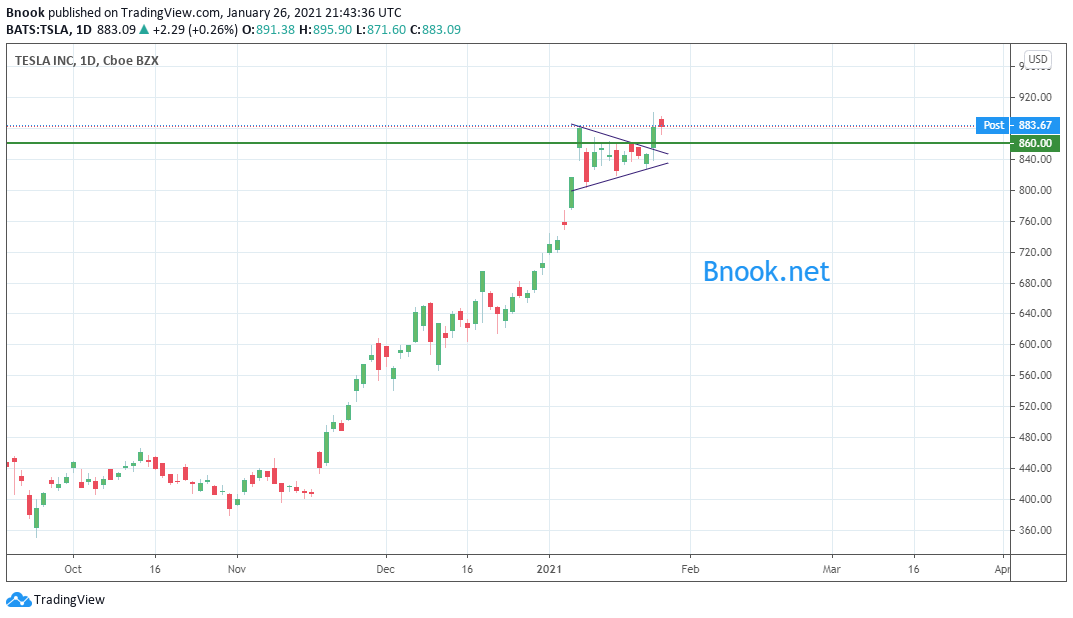 Bnook published on TradingView.com, January 26, 2021 21:43:36 UTC
BATS:TSLA, 1D 883.09 ▲ +2.29 (+0.26%) O:891.38 H:895.90 L:871.60 C:883.09
TESLA INC, 1D, Cboe BZX
USD
920.00
Post 883.67
860.00
840.00
800.00
760.00
720.00
Bnook.net
680.00
640.00
600.00
560.00
520.00
480.00
440.00
400.00
360.00
Oct 16 Nov Dec 16 2021 Feb Mar 16 Apr
TradingView